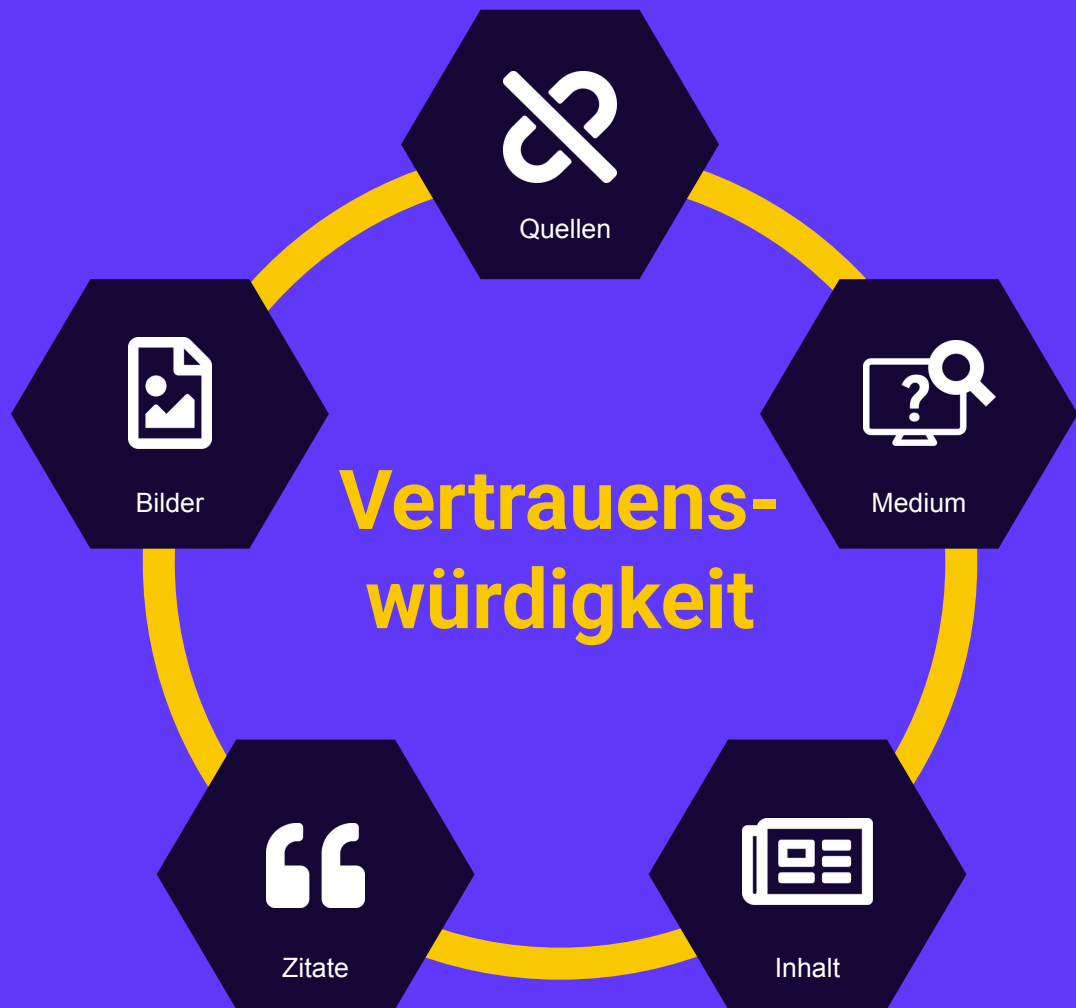 Quellen
Bilder
Medium
Vertrauens-
würdigkeit
Zitate
Inhalt